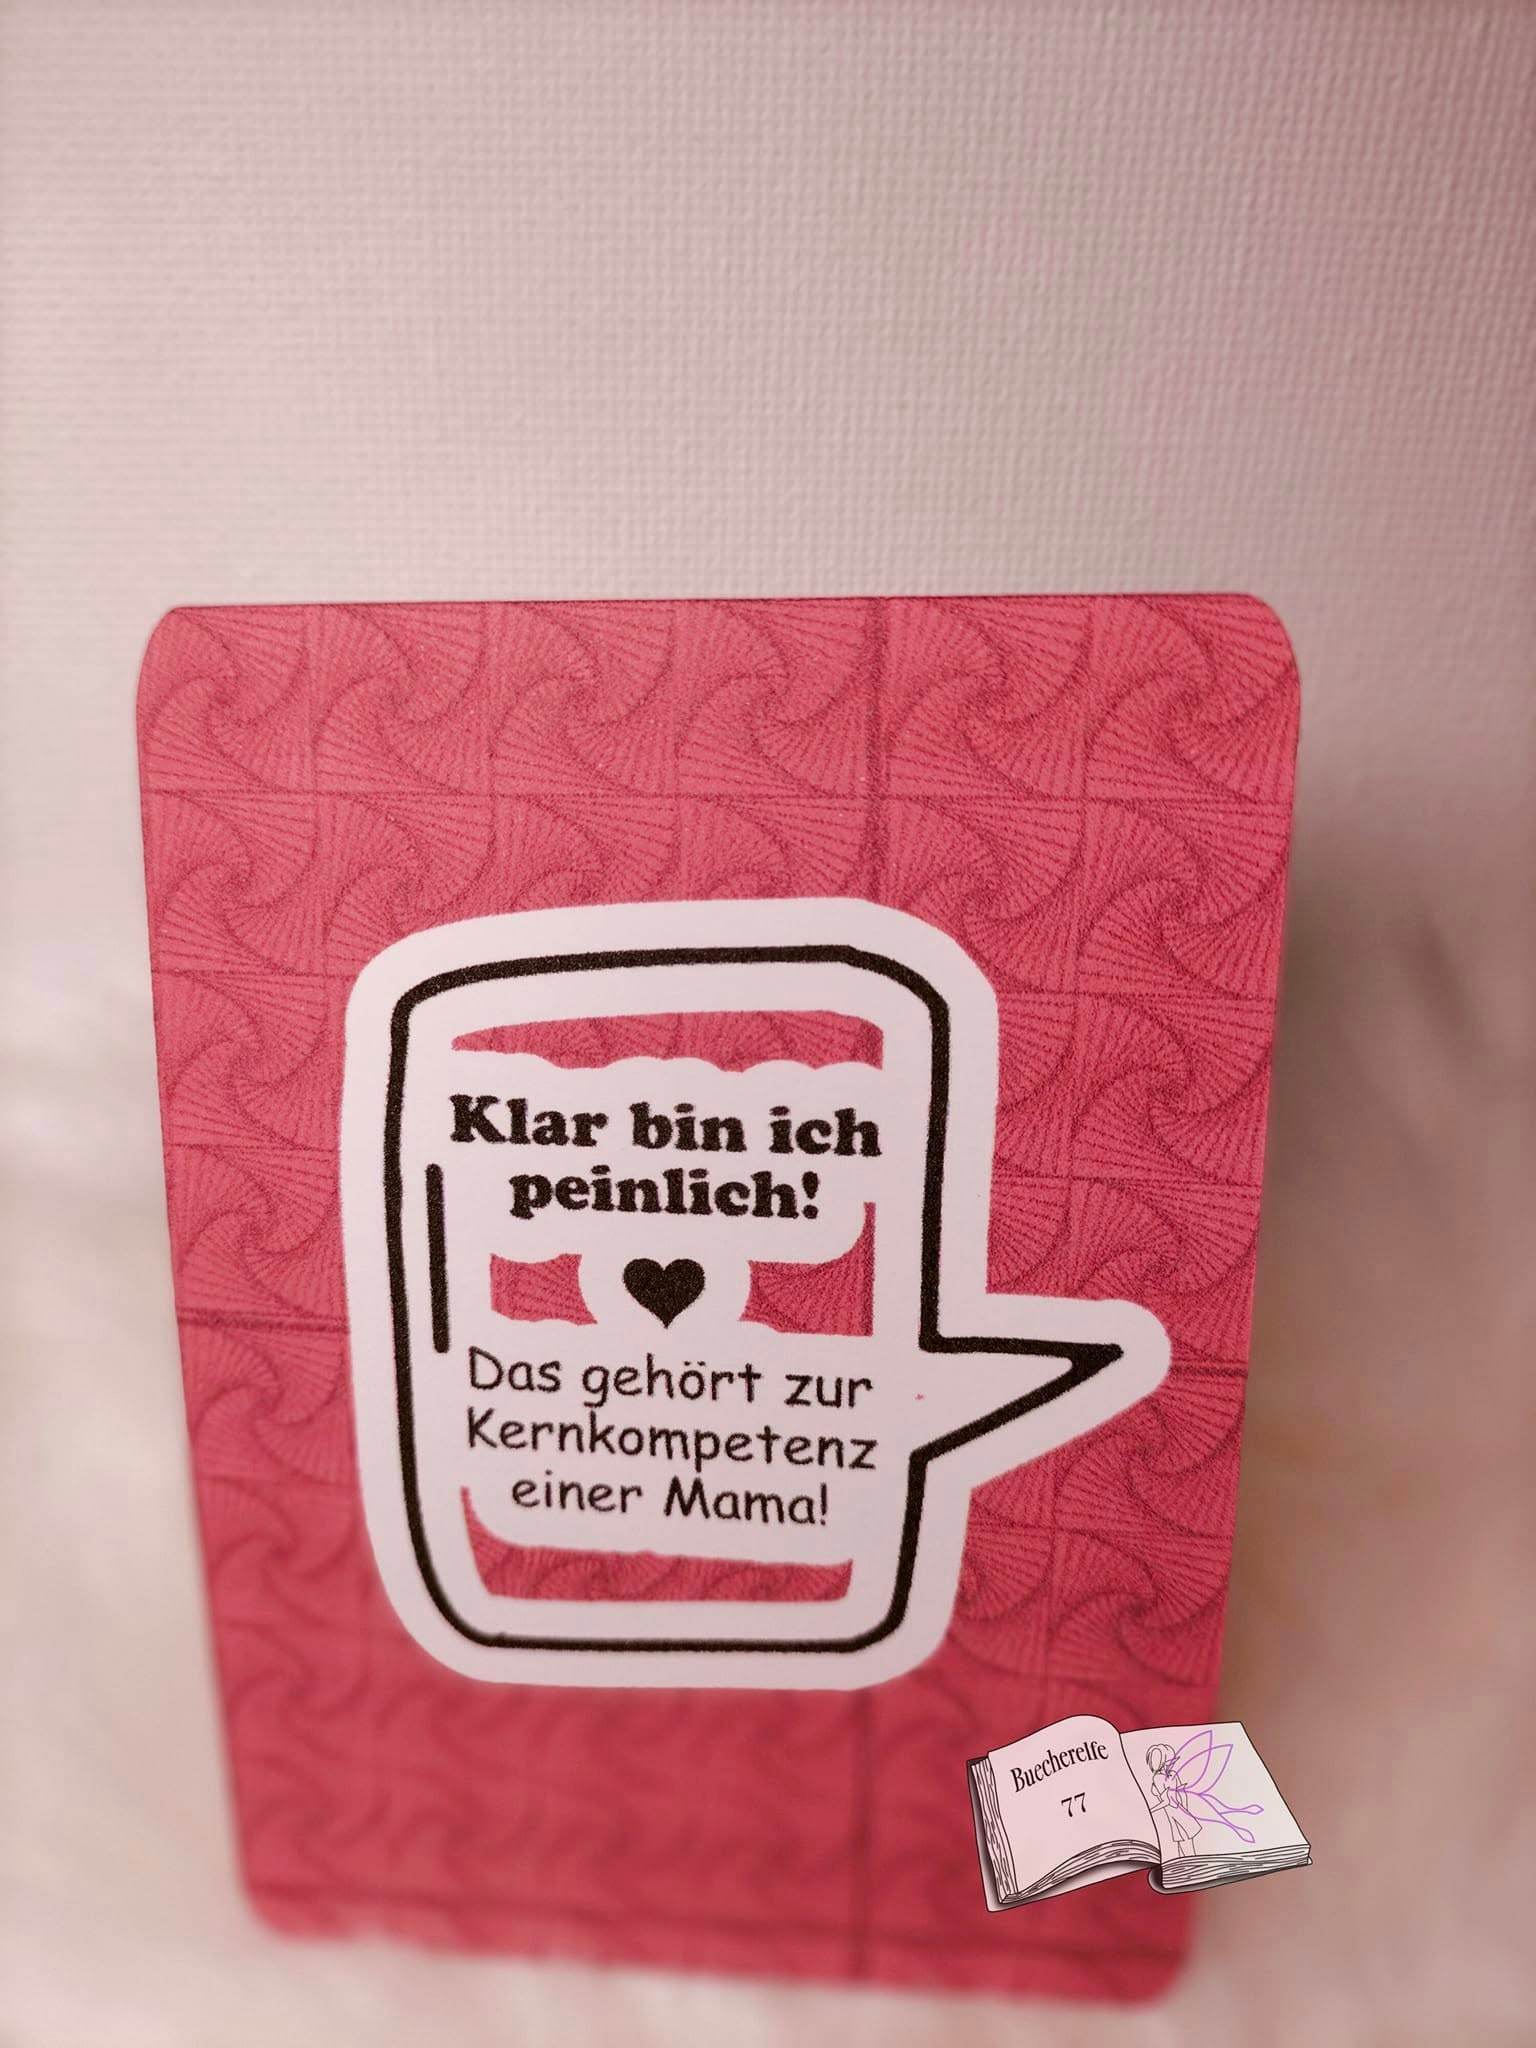 Klar bin ich
peinlich!
Das gehört zur
Kernkompetenz
einer Mama!
Buecherelfe
77